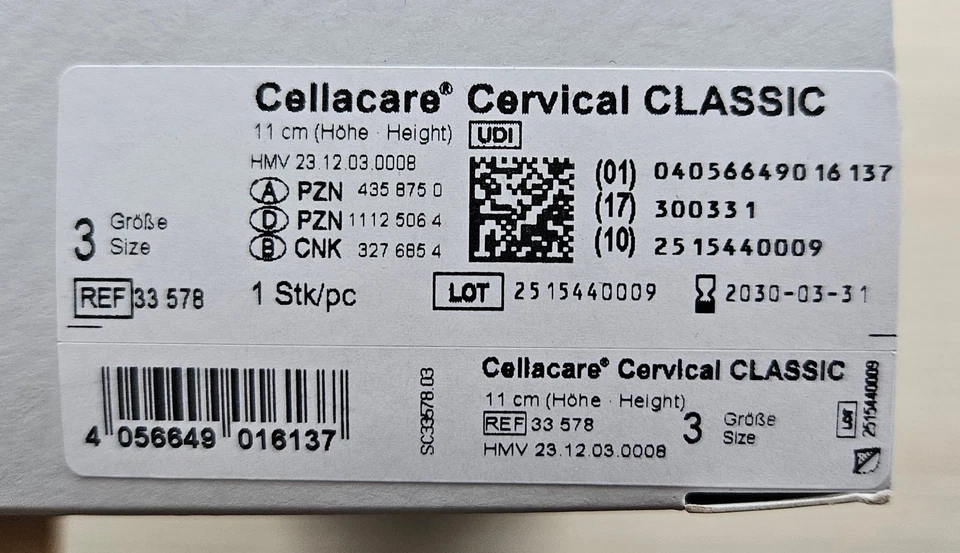 Cellacare® Cervical CLASSIC
11 cm (Höhe · Height) UDI
HMV 23.12.03.0008
A PZN 435 875 0
D PZN 1112 506 4
B CNK 327 685 4
(01) 04056649016137
(17) 300331
(10) 2515440009
3 Größe
Size
REF 33 578
1 Stk/pc
LOT 2515440009
2030-03-31
4 056649 016137
SC33578.03
Cellacare® Cervical CLASSIC
11 cm (Höhe · Height)
REF 33 578
3 Größe
Size
HMV 23.12.03.0008
LOT 2515440009